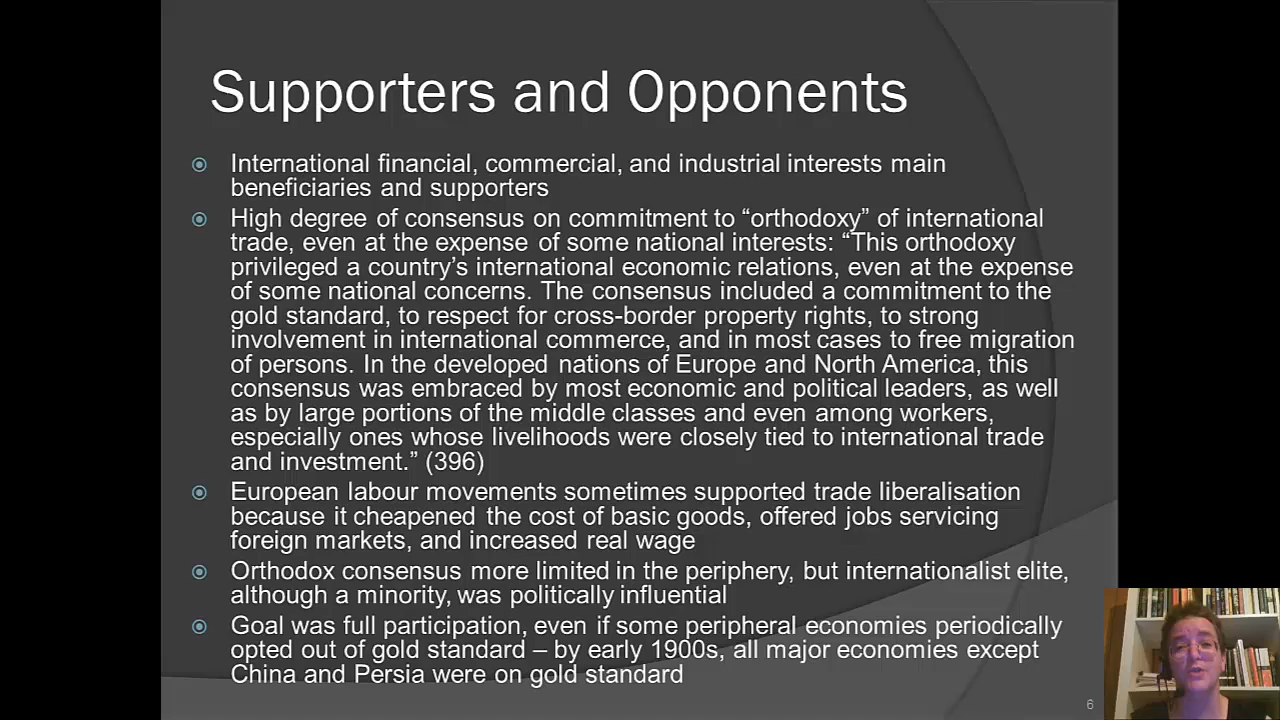 Supporters and Opponents
International financial, commercial, and industrial interests main
beneficiaries and supporters
High degree of consensus on commitment to “orthodoxy” of international
trade, even at the expense of some national interests: “This orthodoxy
privileged a country’s international economic relations, even at the expense
of some national concerns. The consensus included a commitment to the
gold standard, to respect for cross-border property rights, to strong
involvement in international commerce, and in most cases to free migration
of persons. In the developed nations of Europe and North America, this
consensus was embraced by most economic and political leaders, as well
as by large portions of the middle classes and even among workers,
especially ones whose livelihoods were closely tied to international trade
and investment.” (396)
European labour movements sometimes supported trade liberalisation
because it cheapened the cost of basic goods, offered jobs servicing
foreign markets, and increased real wage
Orthodox consensus more limited in the periphery, but internationalist elite,
although a minority, was politically influential
Goal was full participation, even if some peripheral economies periodically
opted out of gold standard – by early 1900s, all major economies except
China and Persia were on gold standard
6